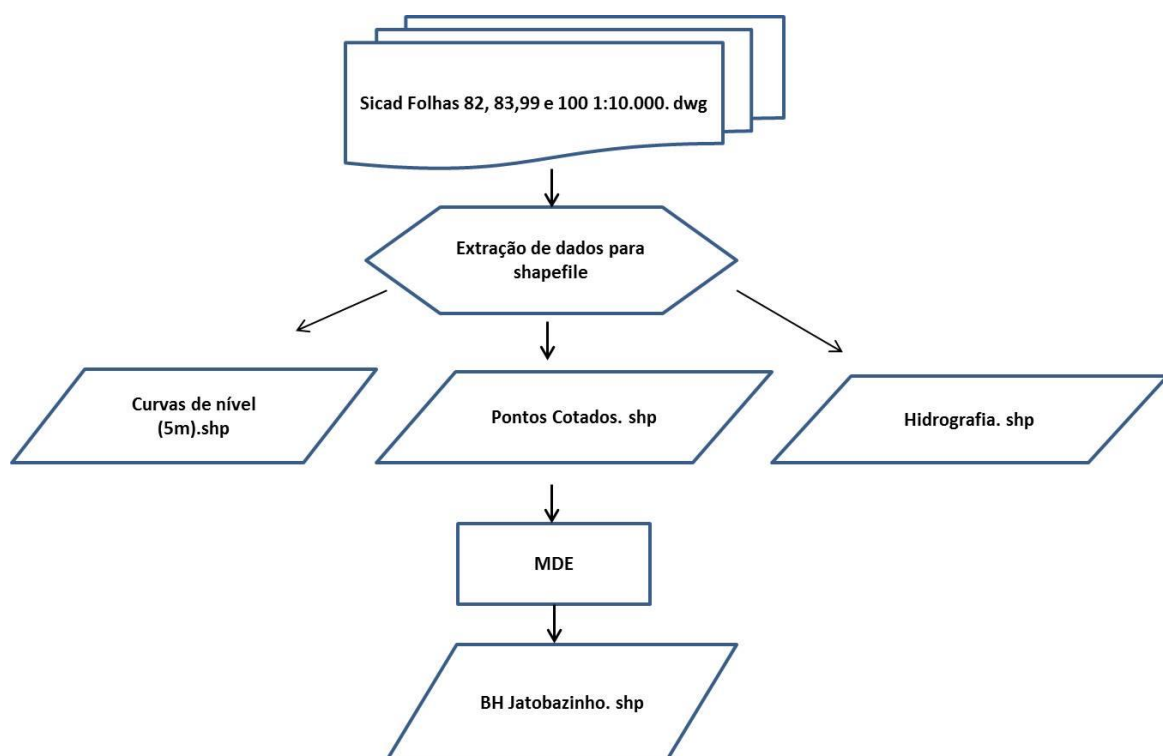 Sicad Folhas 82, 83,99 e 100 1:10.000. dwg
Extração de dados para
shapefile
Curvas de nível
(5m).shp
Pontos Cotados. shp
Hidrografia. shp
MDE
BH Jatobazinho. shp